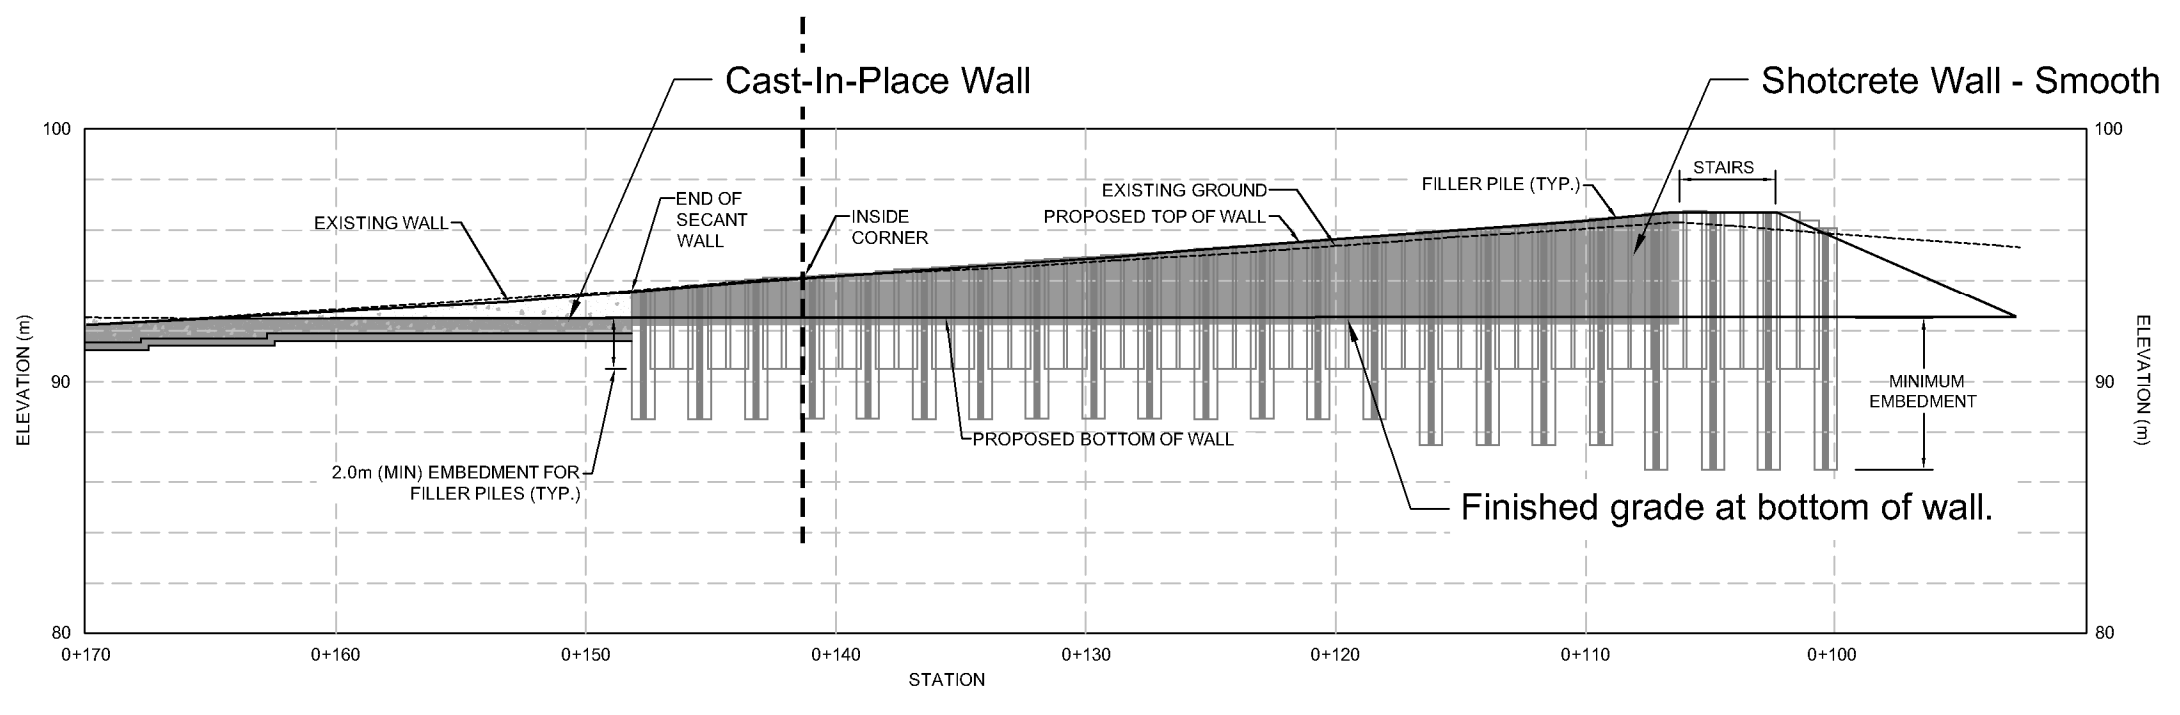 Cast-In-Place Wall
Shotcrete Wall - Smooth
100
100
STAIRS
EXISTING GROUND
FILLER PILE (TYP.)
END OF
SECANT
WALL
EXISTING WALL
PROPOSED TOP OF WALL
INSIDE
CORNER
ELEVATION (m)
ELEVATION (m)
90
90
MINIMUM
EMBEDMENT
PROPOSED BOTTOM OF WALL
2.0m (MIN) EMBEDMENT FOR
FILLER PILES (TYP.)
Finished grade at bottom of wall.
80
80
0+170
0+160
0+150
0+140
0+130
0+120
0+110
0+100
STATION